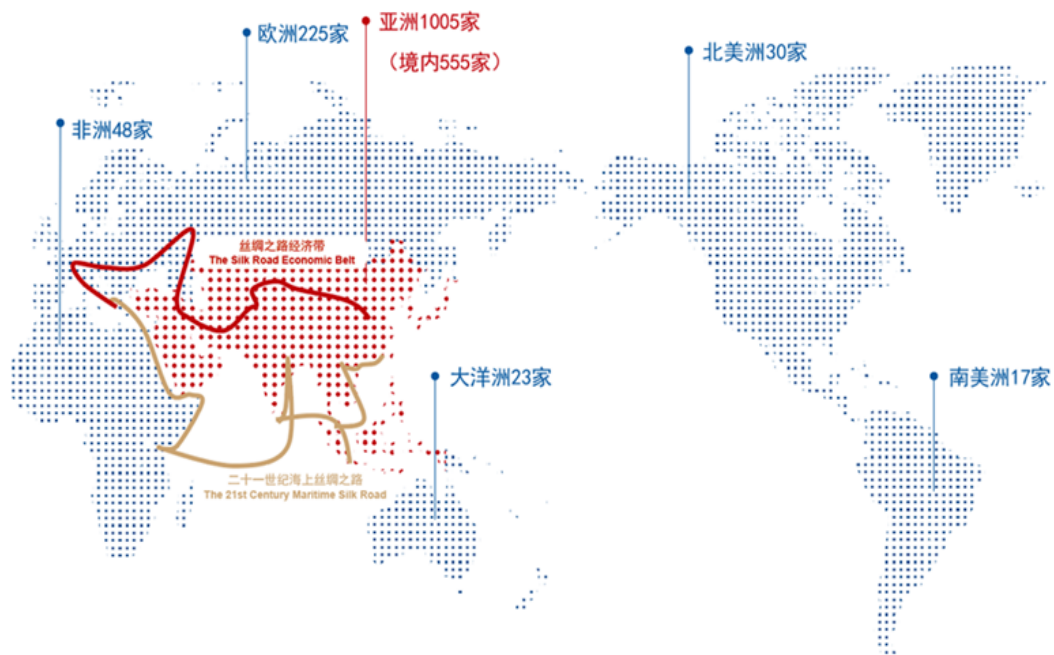 欧洲225家
亚洲1005家
（境内555家）
北美洲30家
非洲48家
丝绸之路经济带
The Silk Road Economic Belt
大洋洲23家
南美洲17家
二十一世纪海上丝绸之路
The 21st Century Maritime Silk Road